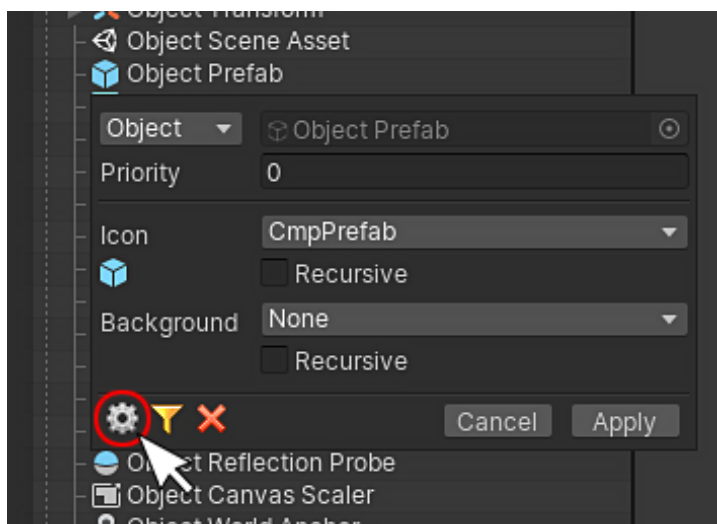 Object Transform
Object Scene Asset
Object Prefab
Object Object Prefab
Priority 0
Icon CmpPrefab
Recursive
Background None
Recursive
Cancel Apply
Object Reflection Probe
Object Canvas Scaler
Object World Anchor